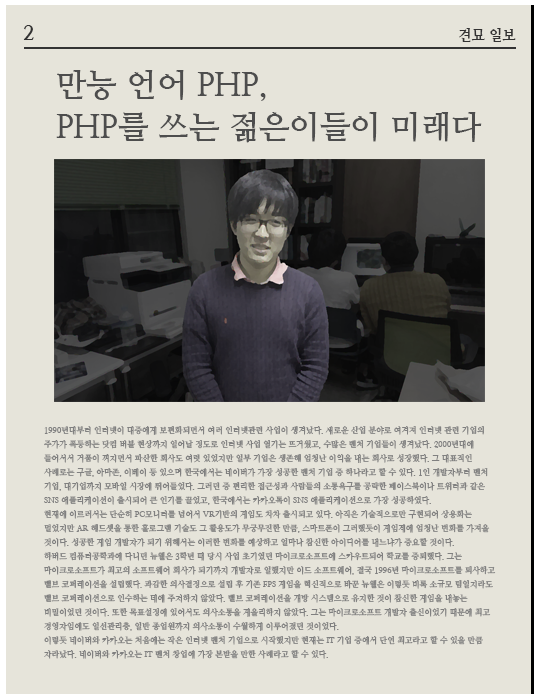 2
견묘 일보
만능 언어 PHP,
PHP를 쓰는 젊은이들이 미래다
1990년대부터 인터넷이 대중에게 보편화되면서 여러 인터넷관련 사업이 생겨났다. 새로운 산업 분야로 여겨져 인터넷 관련 기업의
주가가 폭등하는 닷컴 버블 현상까지 일어날 정도로 인터넷 사업 열기는 뜨거웠고, 수많은 벤처 기업들이 생겨났다. 2000년대에
들어서서 거품이 꺼지면서 파산한 회사도 여럿 있었지만 일부 기업은 생존해 엄청난 이익을 내는 회사로 성장했다. 그 대표적인
사례로는 구글, 아마존, 이베이 등 있으며 한국에서는 네이버가 가장 성공한 벤처 기업 중 하나라고 할 수 있다. 1인 개발자부터 벤처
기업, 대기업까지 모바일 시장에 뛰어들었다. 그러던 중 편리한 접근성과 사람들의 소통욕구를 공략한 페이스북이나 트위터와 같은
SNS 애플리케이션이 출시되어 큰 인기를 끌었고, 한국에서는 카카오톡이 SNS 애플리케이션으로 가장 성공하였다.
현재에 이르러서는 단순히 PC모니터를 넘어서 VR기반의 게임도 차차 출시되고 있다. 아직은 기술적으로만 구현되어 상용화는
멀었지만 AR 헤드셋을 통한 홀로그램 기술도 그 활용도가 무궁무진한 만큼, 스마트폰이 그러했듯이 게임계에 엄청난 변화를 가져올
것이다. 성공한 게임 개발자가 되기 위해서는 이러한 변화를 예상하고 얼마나 참신한 아이디어를 내느냐가 중요할 것이다.
하버드 컴퓨터공학과에 다니던 뉴웰은 3학년 때 당시 사업 초기였던 마이크로소프트에 스카우트되어 학교를 중퇴했다. 그는
마이크로소프트가 최고의 소프트웨어 회사가 되기까지 개발자로 일했지만 이드 소프트웨어, 결국 1996년 마이크로소프트를 퇴사하고
밸브 코퍼레이션을 설립했다. 과감한 의사결정으로 설립 후 기존 FPS 게임을 혁신적으로 바꾼 뉴웰은 이렇듯 비록 소규모 팀일지라도
밸브 코퍼레이션으로 인수하는 데에 주저하지 않았다. 밸브 코퍼레이션을 개방 시스템으로 유지한 것이 참신한 게임을 내놓는
비밀이었던 것이다. 또한 목표설정에 있어서도 의사소통을 게을리하지 않았다. 그는 마이크로소프트 개발자 출신이었기 때문에 최고
경영자임에도 일선관리층, 일반 종업원까지 의사소통이 수월하게 이루어졌던 것이었다.
이렇듯 네이버와 카카오는 처음에는 작은 인터넷 벤처 기업으로 시작했지만 현재는 IT 기업 중에서 단연 최고라고 할 수 있을 만큼
자라났다. 네이버와 카카오는 IT 벤처 창업에 가장 본받을 만한 사례라고 할 수 있다.